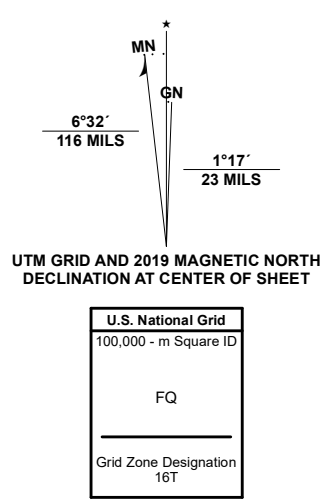 ★
MN
GN
6°32´
116 MILS
1°17´
23 MILS
UTM GRID AND 2019 MAGNETIC NORTH
DECLINATION AT CENTER OF SHEET
U.S. National Grid
100,000 - m Square ID
FQ
Grid Zone Designation
16T